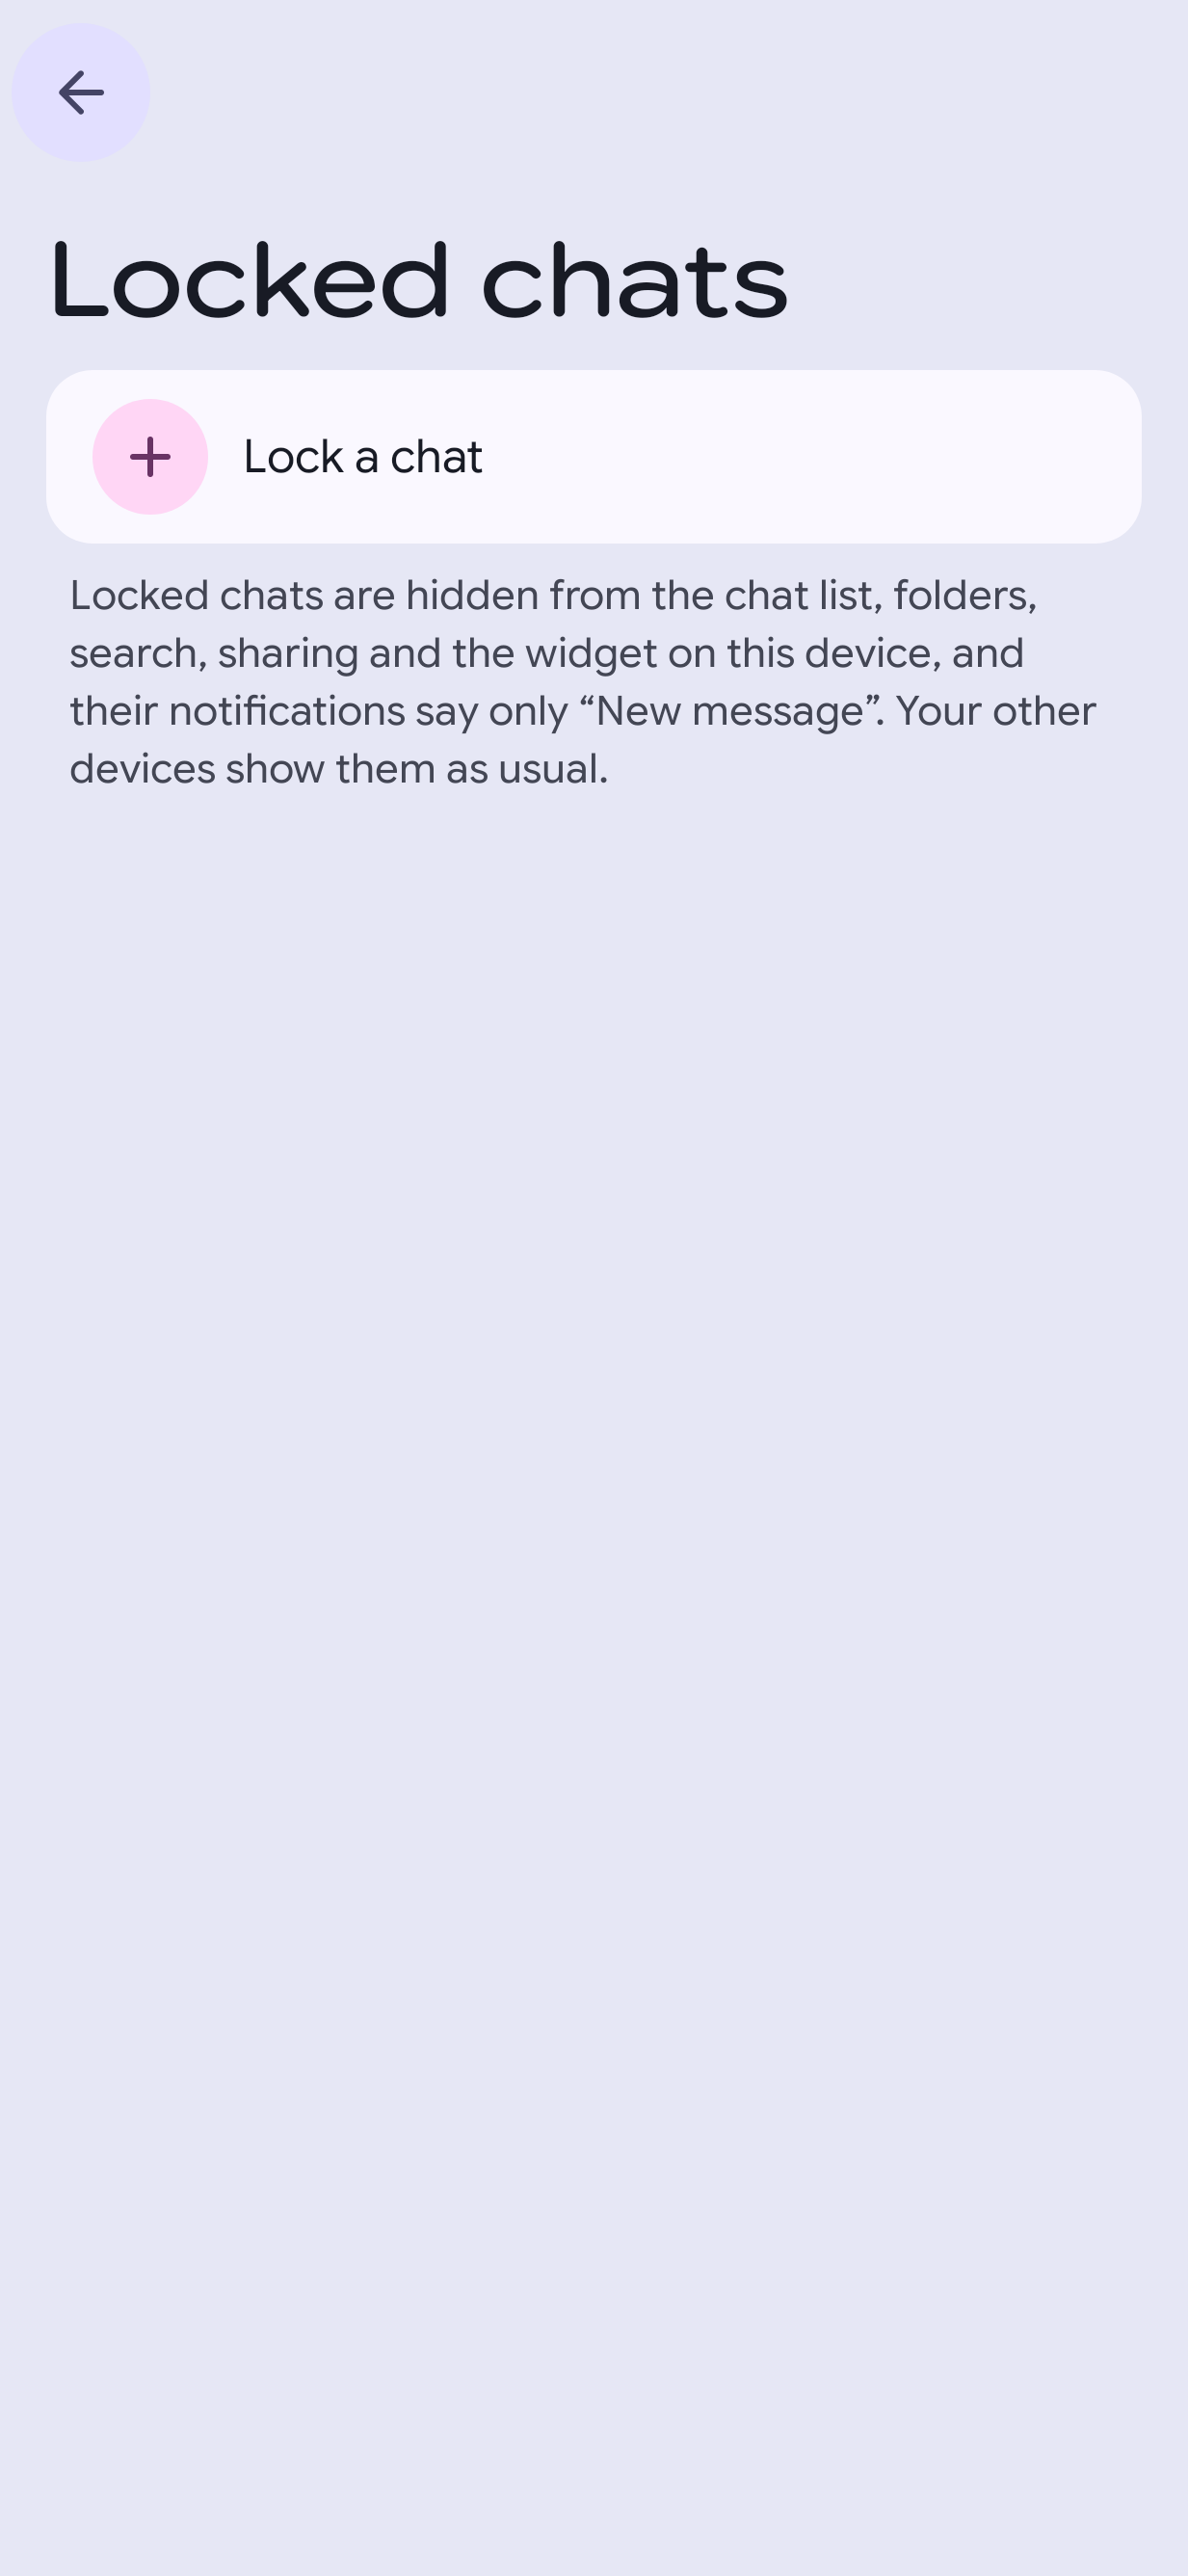 Locked chats
Lock a chat
Locked chats are hidden from the chat list, folders,
search, sharing and the widget on this device, and
their notifications say only “New message”. Your other
devices show them as usual.